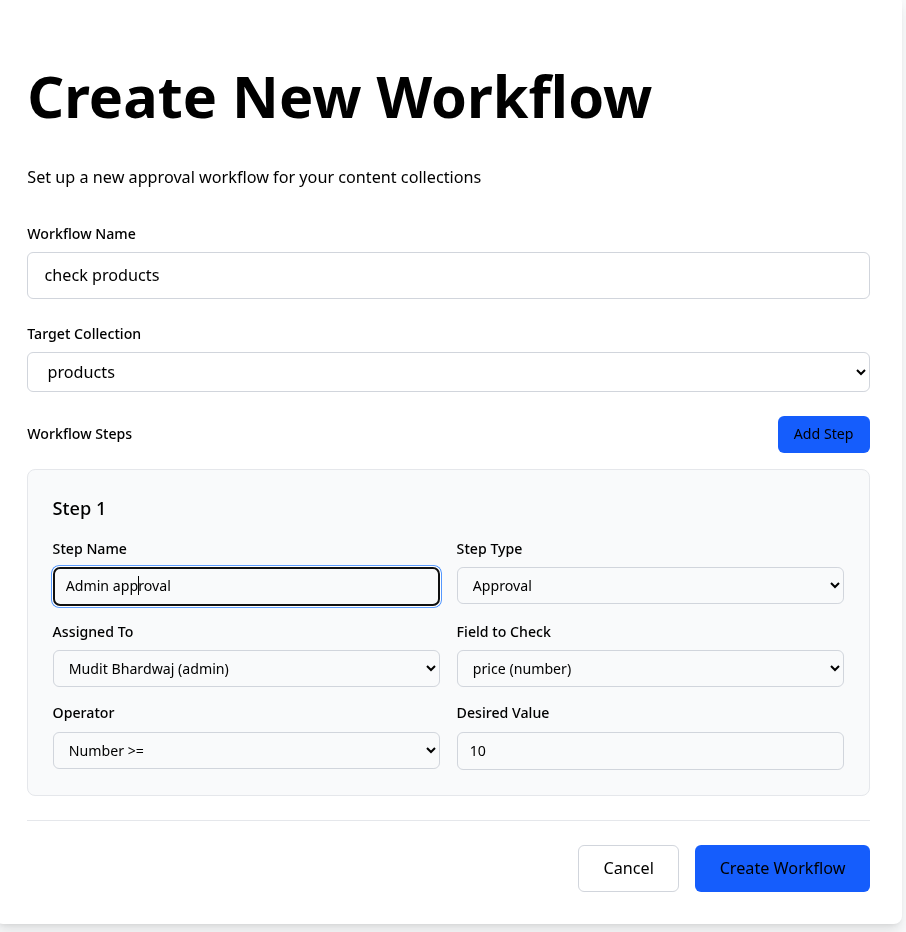 Create New Workflow
Set up a new approval workflow for your content collections
Workflow Name
check products
Target Collection
products
Workflow Steps
Add Step
Step 1
Step Name
Step Type
Admin approval
Approval
Assigned To
Field to Check
Mudit Bhardwaj (admin)
price (number)
Operator
Desired Value
Number >=
10
Cancel
Create Workflow